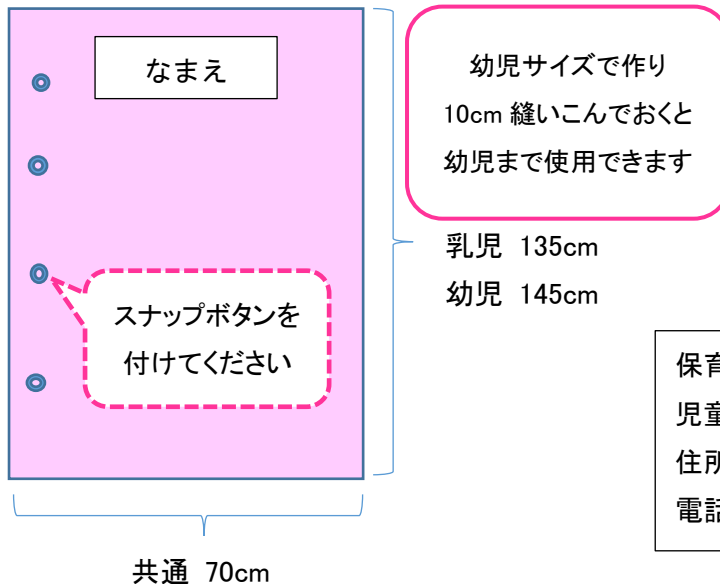 なまえ
幼児サイズで作り
10cm 縫いこんでおくと
幼児まで使用できます
乳児 135cm
幼児 145cm
スナップボタンを
付けてください
保育
児童
住所
電話
共通 70cm